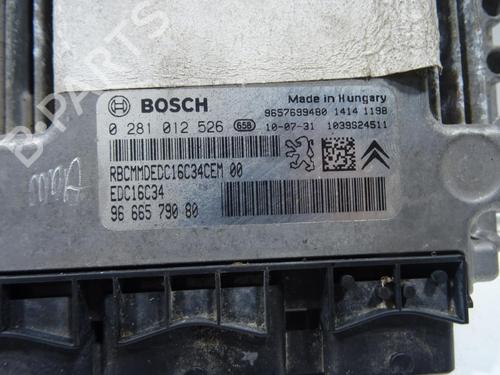 B-PARTS
BOSCH
Made in Hungary
9657699480 1414 1198
0 281 012 526 658 10-07-31 1039S24511
RBCMMDEDC16C34CEM 00
EDC16C34
96 665 790 80